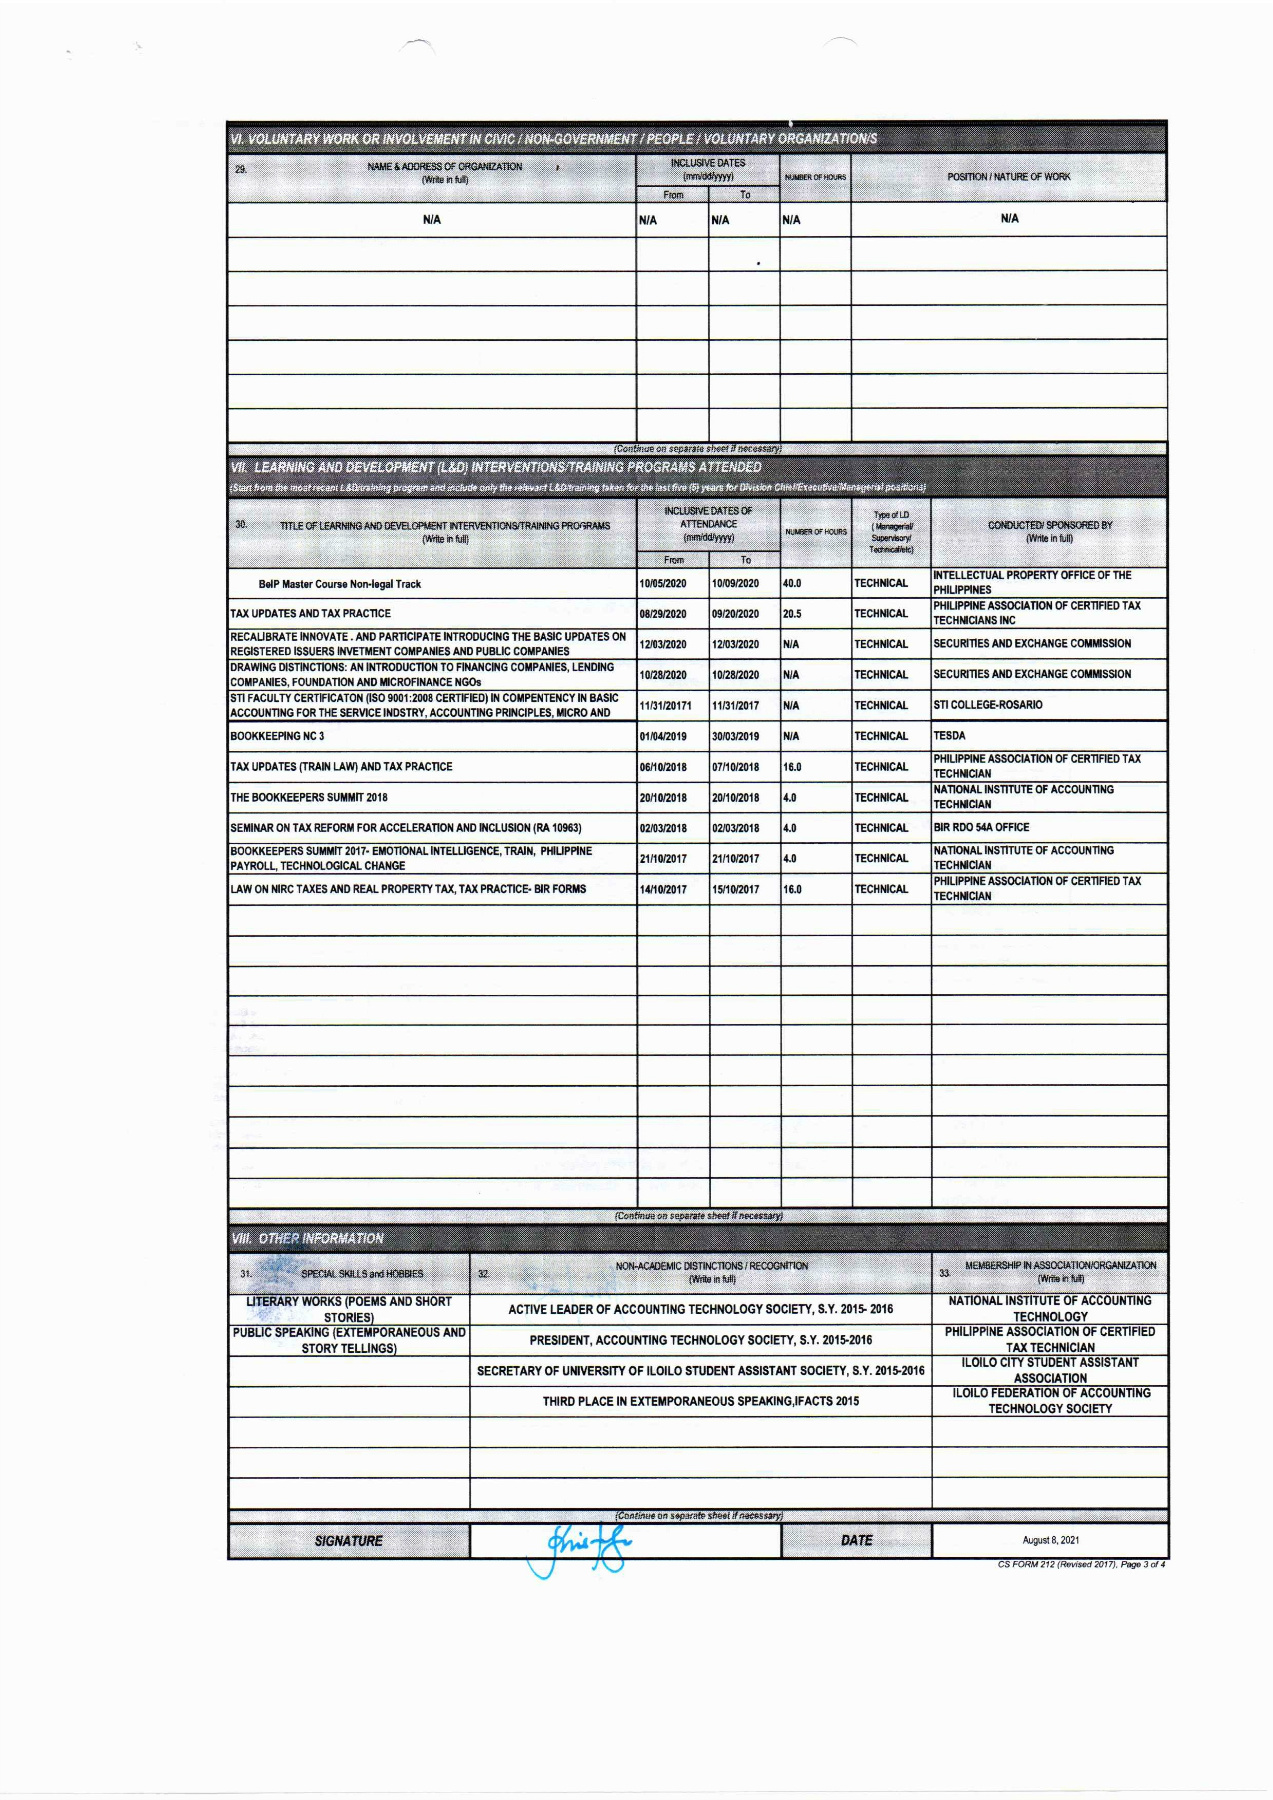 VI. VOLUNTARY WORK OR INVOLVEMENT IN CIVIC / NON-GOVERNMENT / PEOPLE / VOLUNTARY ORGANIZATION/S
29. NAME & ADDRESS OF ORGANIZATION
(Write in full)
INCLUSIVE DATES
(mm/dd/yyyy)
From To
NUMBER OF HOURS
POSITION / NATURE OF WORK
N/A N/A N/A N/A N/A
(Continue on separate sheet if necessary)
VII. LEARNING AND DEVELOPMENT (L&D) INTERVENTIONS/TRAINING PROGRAMS ATTENDED
(Start from the most recent L&D/training program and include only the relevant L&D/training taken for the last five (5) years for Division Chief/Executive/Managerial positions)
30. TITLE OF LEARNING AND DEVELOPMENT INTERVENTIONS/TRAINING PROGRAMS
(Write in full)
INCLUSIVE DATES OF
ATTENDANCE
(mm/dd/yyyy)
From To
NUMBER OF HOURS
Type of LD
( Managerial/
Supervisory/
Technical/etc)
CONDUCTED/ SPONSORED BY
(Write in full)
BeIP Master Course Non-legal Track 10/05/2020 10/09/2020 40.0 TECHNICAL INTELLECTUAL PROPERTY OFFICE OF THE
PHILIPPINES
TAX UPDATES AND TAX PRACTICE 08/29/2020 09/20/2020 20.5 TECHNICAL PHILIPPINE ASSOCIATION OF CERTIFIED TAX
TECHNICIANS INC
RECALIBRATE INNOVATE . AND PARTICIPATE INTRODUCING THE BASIC UPDATES ON
REGISTERED ISSUERS INVETMENT COMPANIES AND PUBLIC COMPANIES 12/03/2020 12/03/2020 N/A TECHNICAL SECURITIES AND EXCHANGE COMMISSION
DRAWING DISTINCTIONS: AN INTRODUCTION TO FINANCING COMPANIES, LENDING
COMPANIES, FOUNDATION AND MICROFINANCE NGOs 10/28/2020 10/28/2020 N/A TECHNICAL SECURITIES AND EXCHANGE COMMISSION
STI FACULTY CERTIFICATON (ISO 9001:2008 CERTIFIED) IN COMPENTENCY IN BASIC
ACCOUNTING FOR THE SERVICE INDSTRY, ACCOUNTING PRINCIPLES, MICRO AND 11/31/20171 11/31/2017 N/A TECHNICAL STI COLLEGE-ROSARIO
BOOKKEEPING NC 3 01/04/2019 30/03/2019 N/A TECHNICAL TESDA
TAX UPDATES (TRAIN LAW) AND TAX PRACTICE 06/10/2018 07/10/2018 16.0 TECHNICAL PHILIPPINE ASSOCIATION OF CERTIFIED TAX
TECHNICIAN
THE BOOKKEEPERS SUMMIT 2018 20/10/2018 20/10/2018 4.0 TECHNICAL NATIONAL INSTITUTE OF ACCOUNTING
TECHNICIAN
SEMINAR ON TAX REFORM FOR ACCELERATION AND INCLUSION (RA 10963) 02/03/2018 02/03/2018 4.0 TECHNICAL BIR RDO 54A OFFICE
BOOKKEEPERS SUMMIT 2017- EMOTIONAL INTELLIGENCE, TRAIN, PHILIPPINE
PAYROLL, TECHNOLOGICAL CHANGE 21/10/2017 21/10/2017 4.0 TECHNICAL NATIONAL INSTITUTE OF ACCOUNTING
TECHNICIAN
LAW ON NIRC TAXES AND REAL PROPERTY TAX, TAX PRACTICE- BIR FORMS 14/10/2017 15/10/2017 16.0 TECHNICAL PHILIPPINE ASSOCIATION OF CERTIFIED TAX
TECHNICIAN
(Continue on separate sheet if necessary)
VIII. OTHER INFORMATION
31. SPECIAL SKILLS and HOBBIES
32. NON-ACADEMIC DISTINCTIONS / RECOGNITION
(Write in full)
33. MEMBERSHIP IN ASSOCIATION/ORGANIZATION
(Write in full)
LITERARY WORKS (POEMS AND SHORT
STORIES)
ACTIVE LEADER OF ACCOUNTING TECHNOLOGY SOCIETY, S.Y. 2015- 2016
NATIONAL INSTITUTE OF ACCOUNTING
TECHNOLOGY
PUBLIC SPEAKING (EXTEMPORANEOUS AND
STORY TELLINGS)
PRESIDENT, ACCOUNTING TECHNOLOGY SOCIETY, S.Y. 2015-2016
PHILIPPINE ASSOCIATION OF CERTIFIED
TAX TECHNICIAN
SECRETARY OF UNIVERSITY OF ILOILO STUDENT ASSISTANT SOCIETY, S.Y. 2015-2016
ILOILO CITY STUDENT ASSISTANT
ASSOCIATION
THIRD PLACE IN EXTEMPORANEOUS SPEAKING,IFACTS 2015
ILOILO FEDERATION OF ACCOUNTING
TECHNOLOGY SOCIETY
(Continue on separate sheet if necessary)
SIGNATURE DATE August 8, 2021
CS FORM 212 (Revised 2017), Page 3 of 4